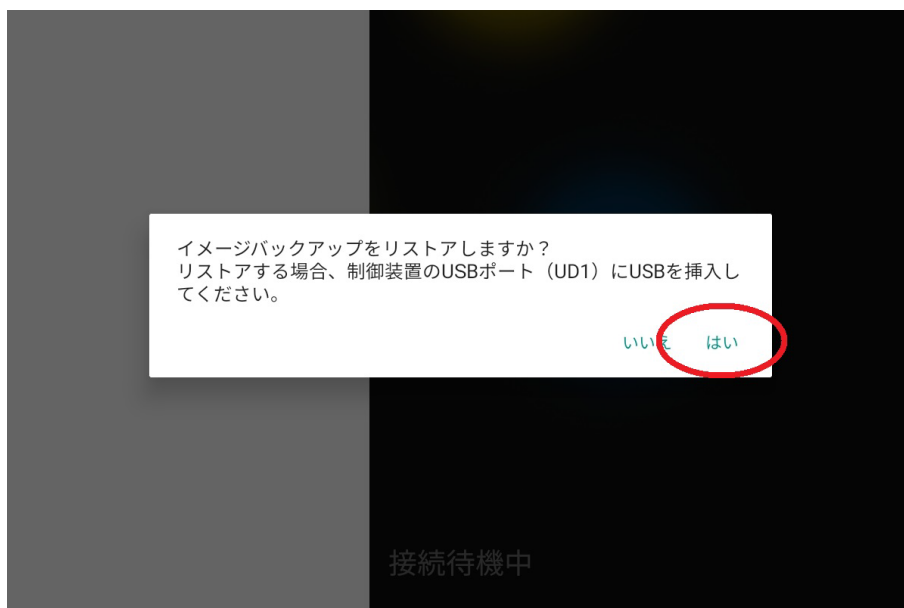 イメージバックアップをリストアしますか？
リストアする場合、制御装置のUSBポート（UD1）にUSBを挿入し
てください。
いいえ はい
接続待機中